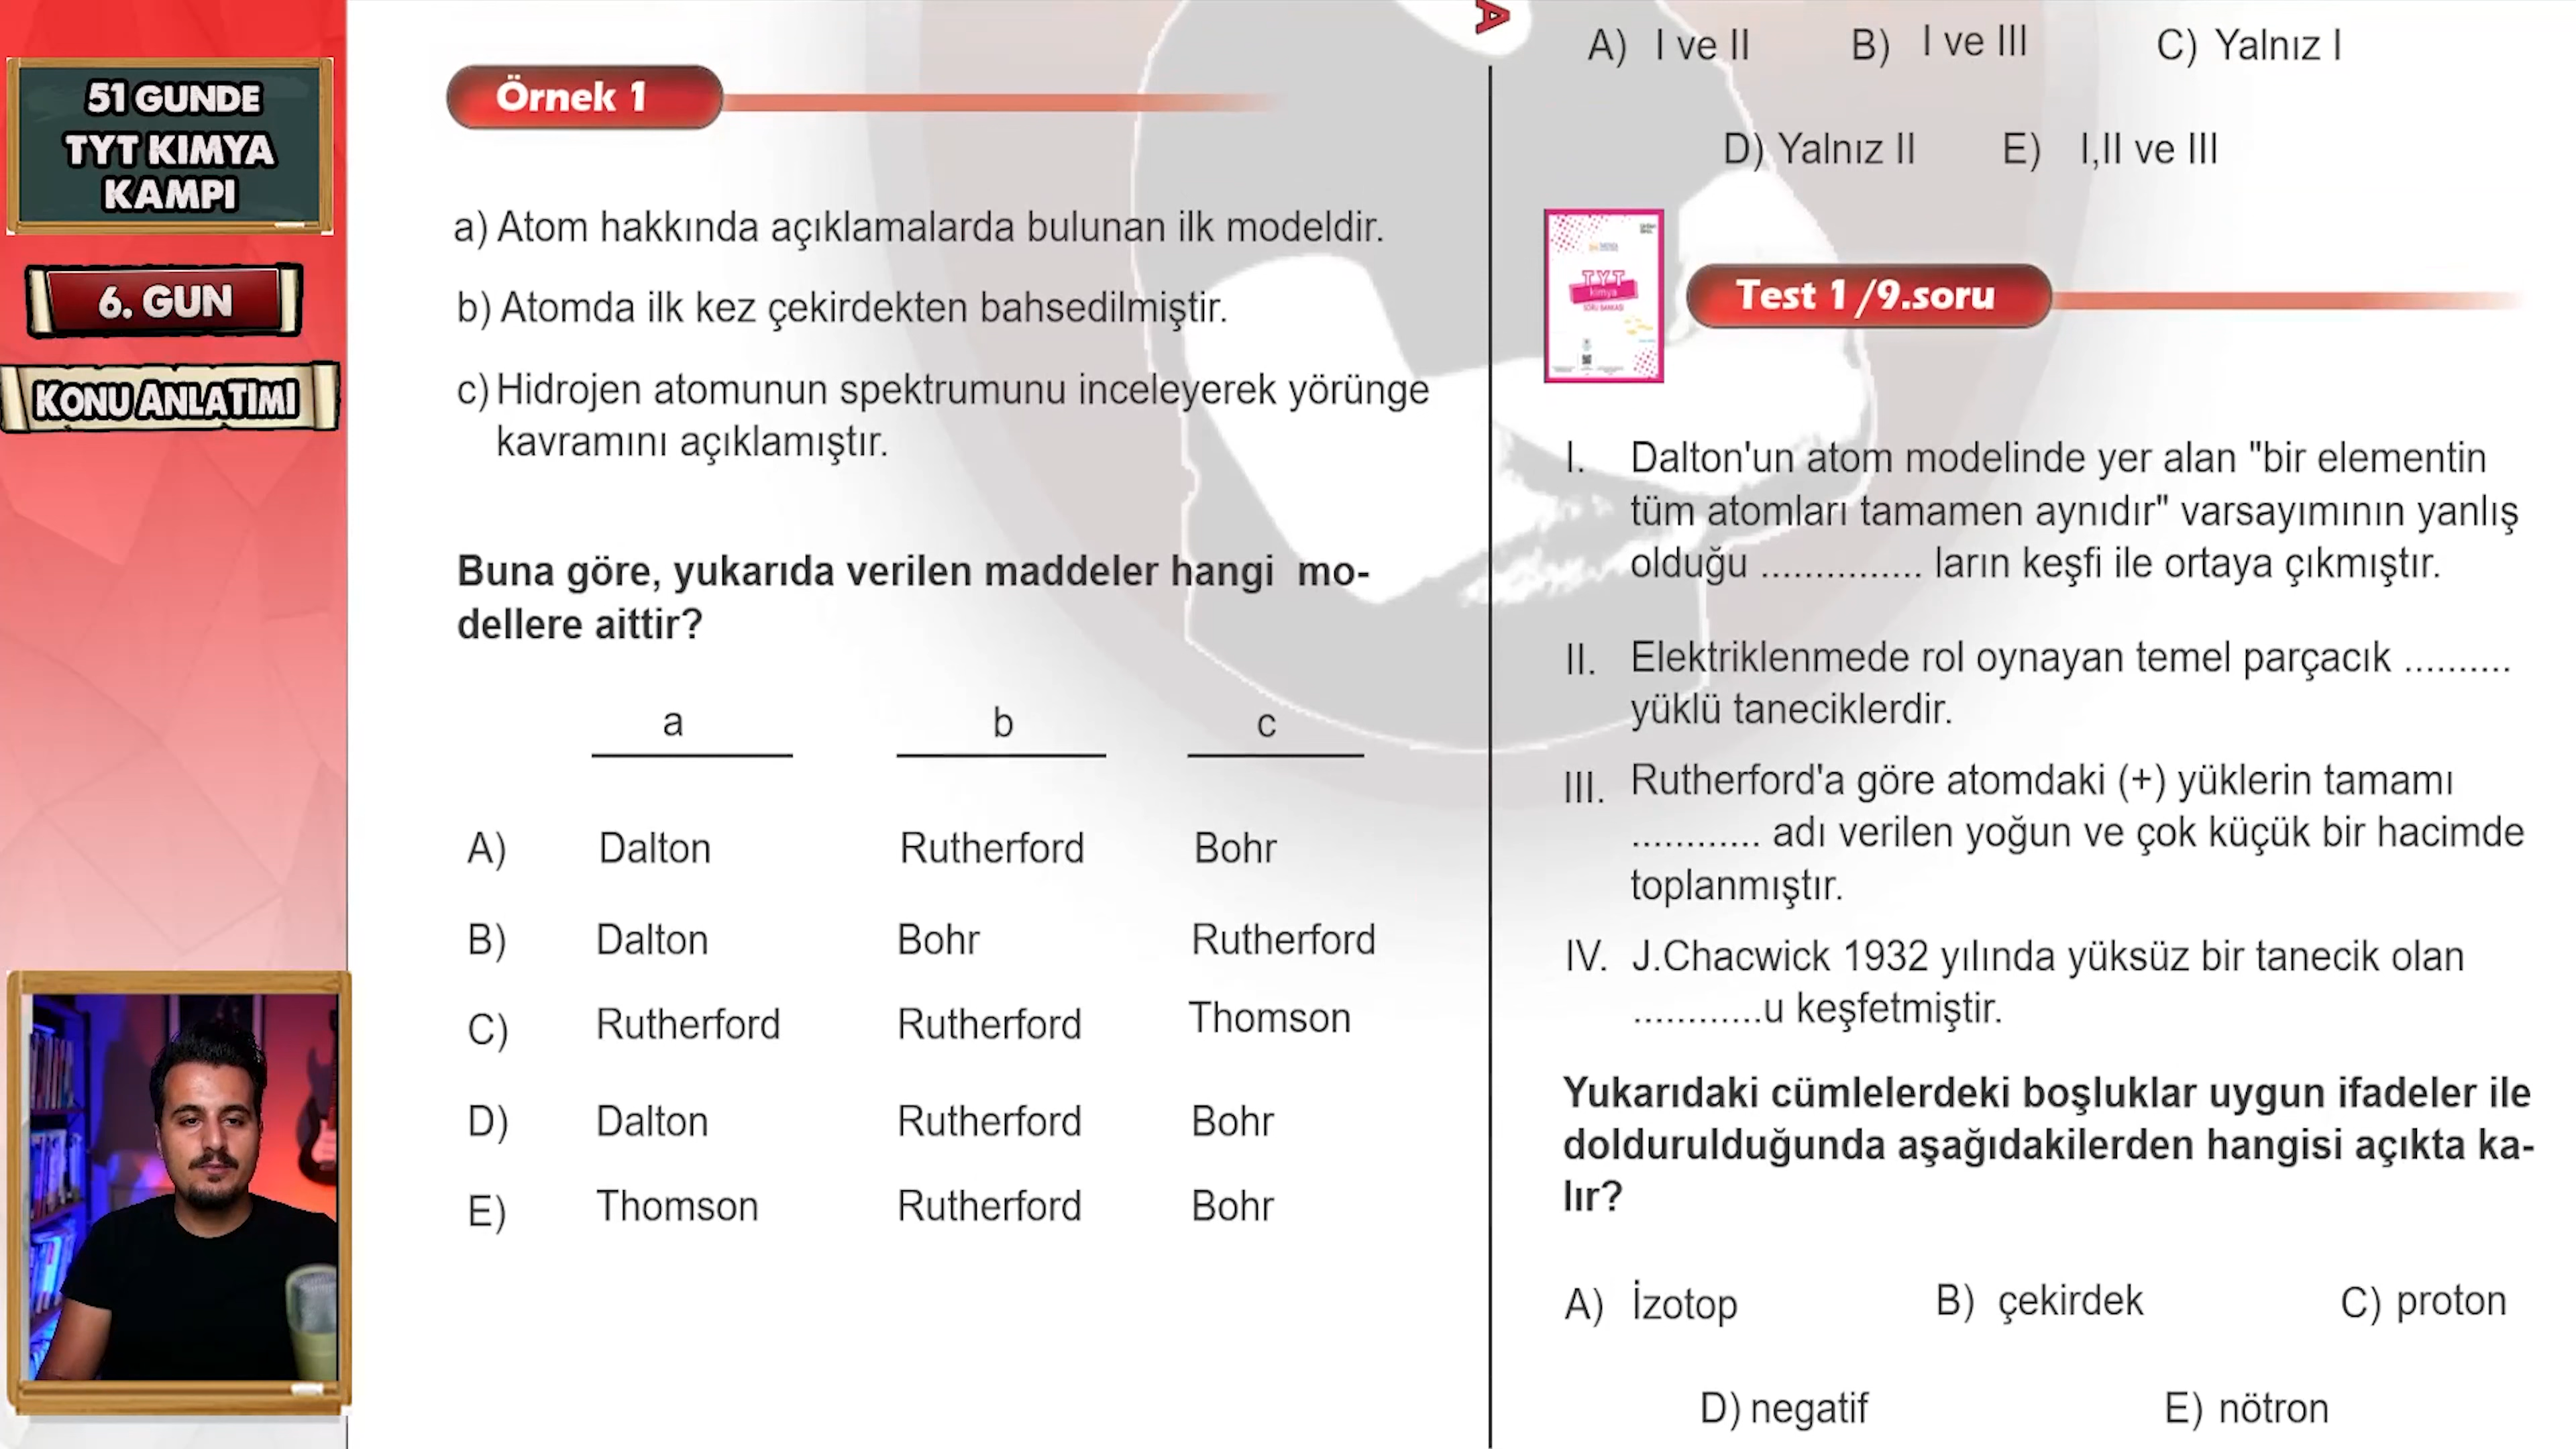 51 GUNDE
TYT KIMYA
KAMPI
6. GUN
KONU ANLATIMI
Örnek 1
a) Atom hakkında açıklamalarda bulunan ilk modeldir.
b) Atomda ilk kez çekirdekten bahsedilmiştir.
c) Hidrojen atomunun spektrumunu inceleyerek yörünge
kavramını açıklamıştır.
Buna göre, yukarıda verilen maddeler hangi mo-
dellere aittir?
a b c
A) Dalton Rutherford Bohr
B) Dalton Bohr Rutherford
C) Rutherford Rutherford Thomson
D) Dalton Rutherford Bohr
E) Thomson Rutherford Bohr
A
A) I ve II B) I ve III C) Yalnız I
D) Yalnız II E) I,II ve III
TYT
kimya
SORU BANKASI
Test 1 /9.soru
I. Dalton'un atom modelinde yer alan "bir elementin
tüm atomları tamamen aynıdır" varsayımının yanlış
olduğu ............... ların keşfi ile ortaya çıkmıştır.
II. Elektriklenmede rol oynayan temel parçacık ..........
yüklü taneciklerdir.
III. Rutherford'a göre atomdaki (+) yüklerin tamamı
............ adı verilen yoğun ve çok küçük bir hacimde
toplanmıştır.
IV. J.Chacwick 1932 yılında yüksüz bir tanecik olan
............u keşfetmiştir.
Yukarıdaki cümlelerdeki boşluklar uygun ifadeler ile
doldurulduğunda aşağıdakilerden hangisi açıkta ka-
lır?
A) İzotop B) çekirdek C) proton
D) negatif E) nötron